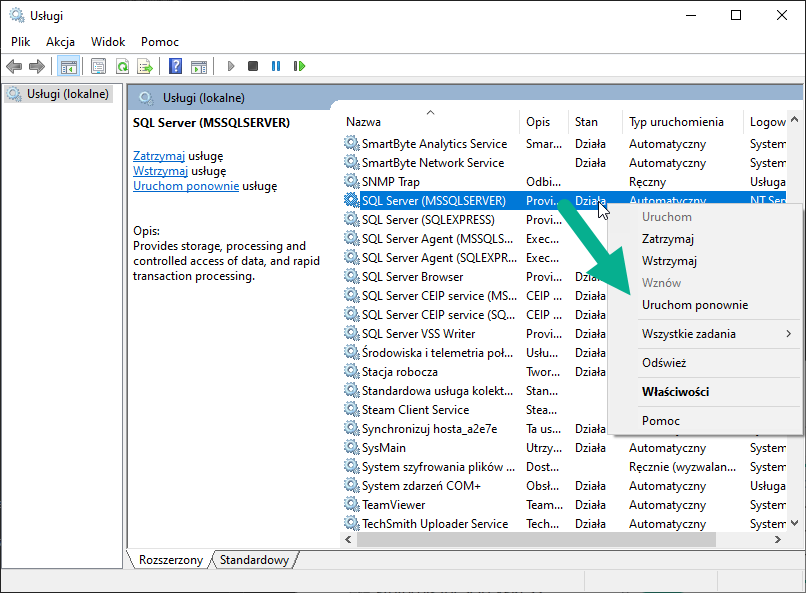 Usługi
Plik Akcja Widok Pomoc
Usługi (lokalne)
Usługi (lokalne)
SQL Server (MSSQLSERVER)
Zatrzymaj usługę
Wstrzymaj usługę
Uruchom ponownie usługę
Opis:
Provides storage, processing and
controlled access of data, and rapid
transaction processing.
Nazwa Opis Stan Typ uruchomienia Logow
SmartByte Analytics Service Smar... Działa Automatyczny System
SmartByte Network Service Działa Automatyczny System
SNMP Trap Odbi... Ręczny Usługa
SQL Server (MSSQLSERVER) Provi... Działa Automatyczny NT Ser
SQL Server (SQLEXPRESS) Provi...
SQL Server Agent (MSSQLS... Exec...
SQL Server Agent (SQLEXPR... Exec...
SQL Server Browser Provi... Działa
SQL Server CEIP service (MS... CEIP ... Działa
SQL Server CEIP service (SQ... CEIP ... Działa
SQL Server VSS Writer Provi... Działa
Środowiska i telemetria poł... Usłu... Działa
Stacja robocza Twor... Działa
Standardowa usługa kolekt... Stan...
Steam Client Service Stea...
Synchronizuj hosta_a2e7e Ta us... Działa
SysMain Utrzy... Działa Automatyczny System
System szyfrowania plików ... Dost... Ręcznie (wyzwalan... System
System zdarzeń COM+ Obsł... Działa Automatyczny Usługa
TeamViewer Team... Działa Automatyczny System
TechSmith Uploader Service Tech... Działa Automatyczny System
Uruchom
Zatrzymaj
Wstrzymaj
Wznów
Uruchom ponownie
Wszystkie zadania
Odśwież
Właściwości
Pomoc
Rozszerzony Standardowy